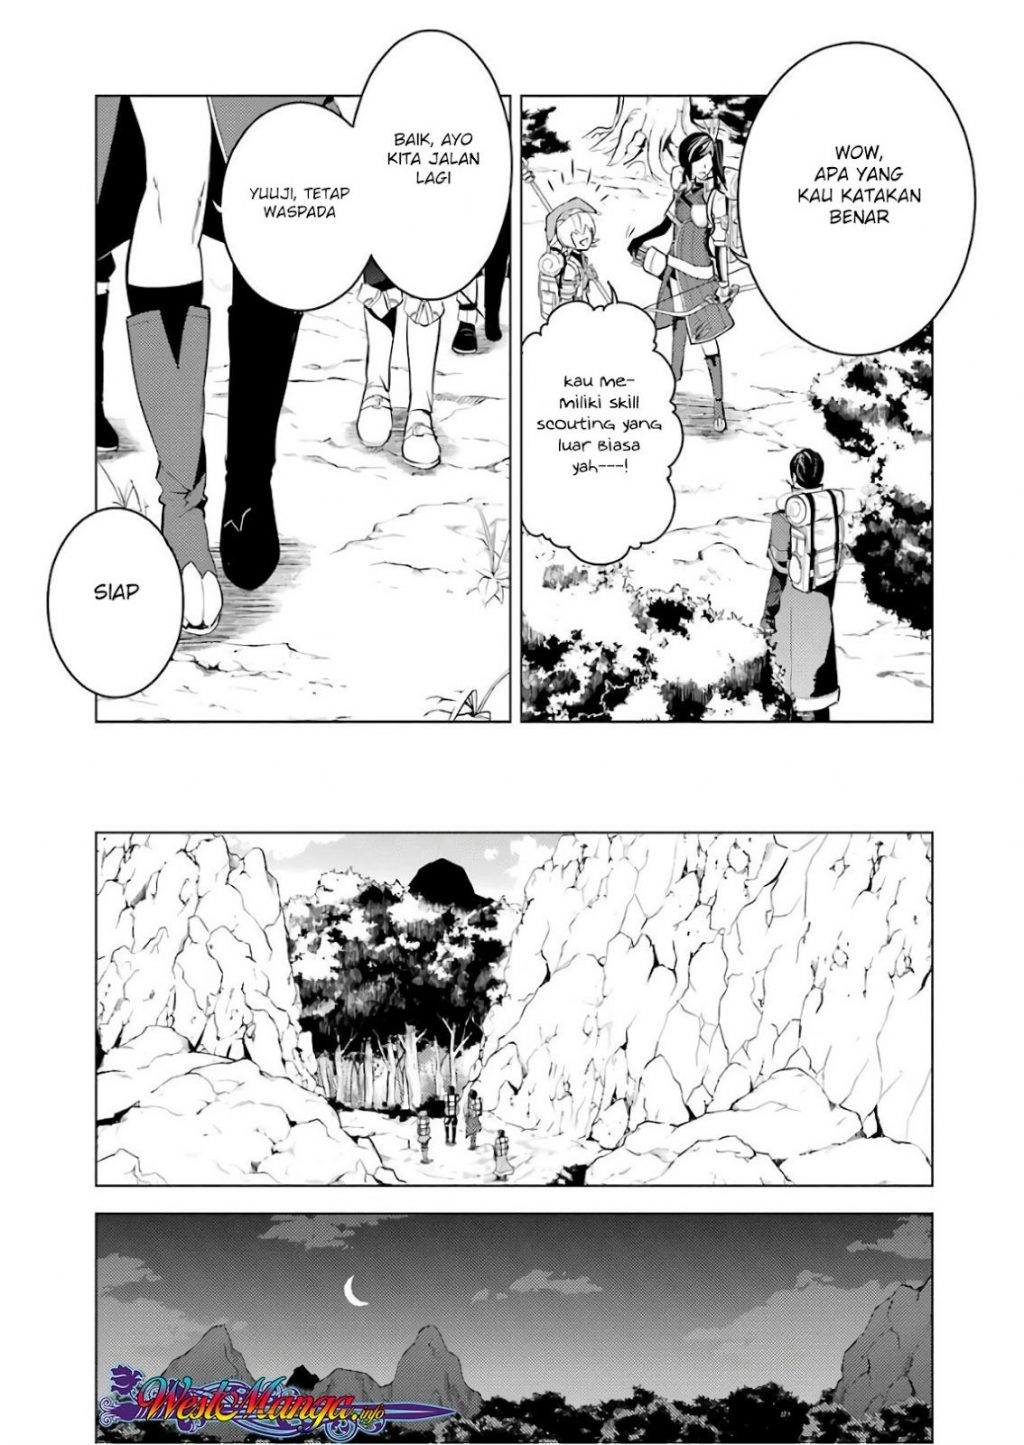 WOW,
APA YANG
KAU KATAKAN
BENAR
kau me-
miliki skill
scouting yang
luar Biasa
yah---!
BAIK, AYO
KITA JALAN
LAGI
YUUJI, TETAP
WASPADA
SIAP
WestManga.info